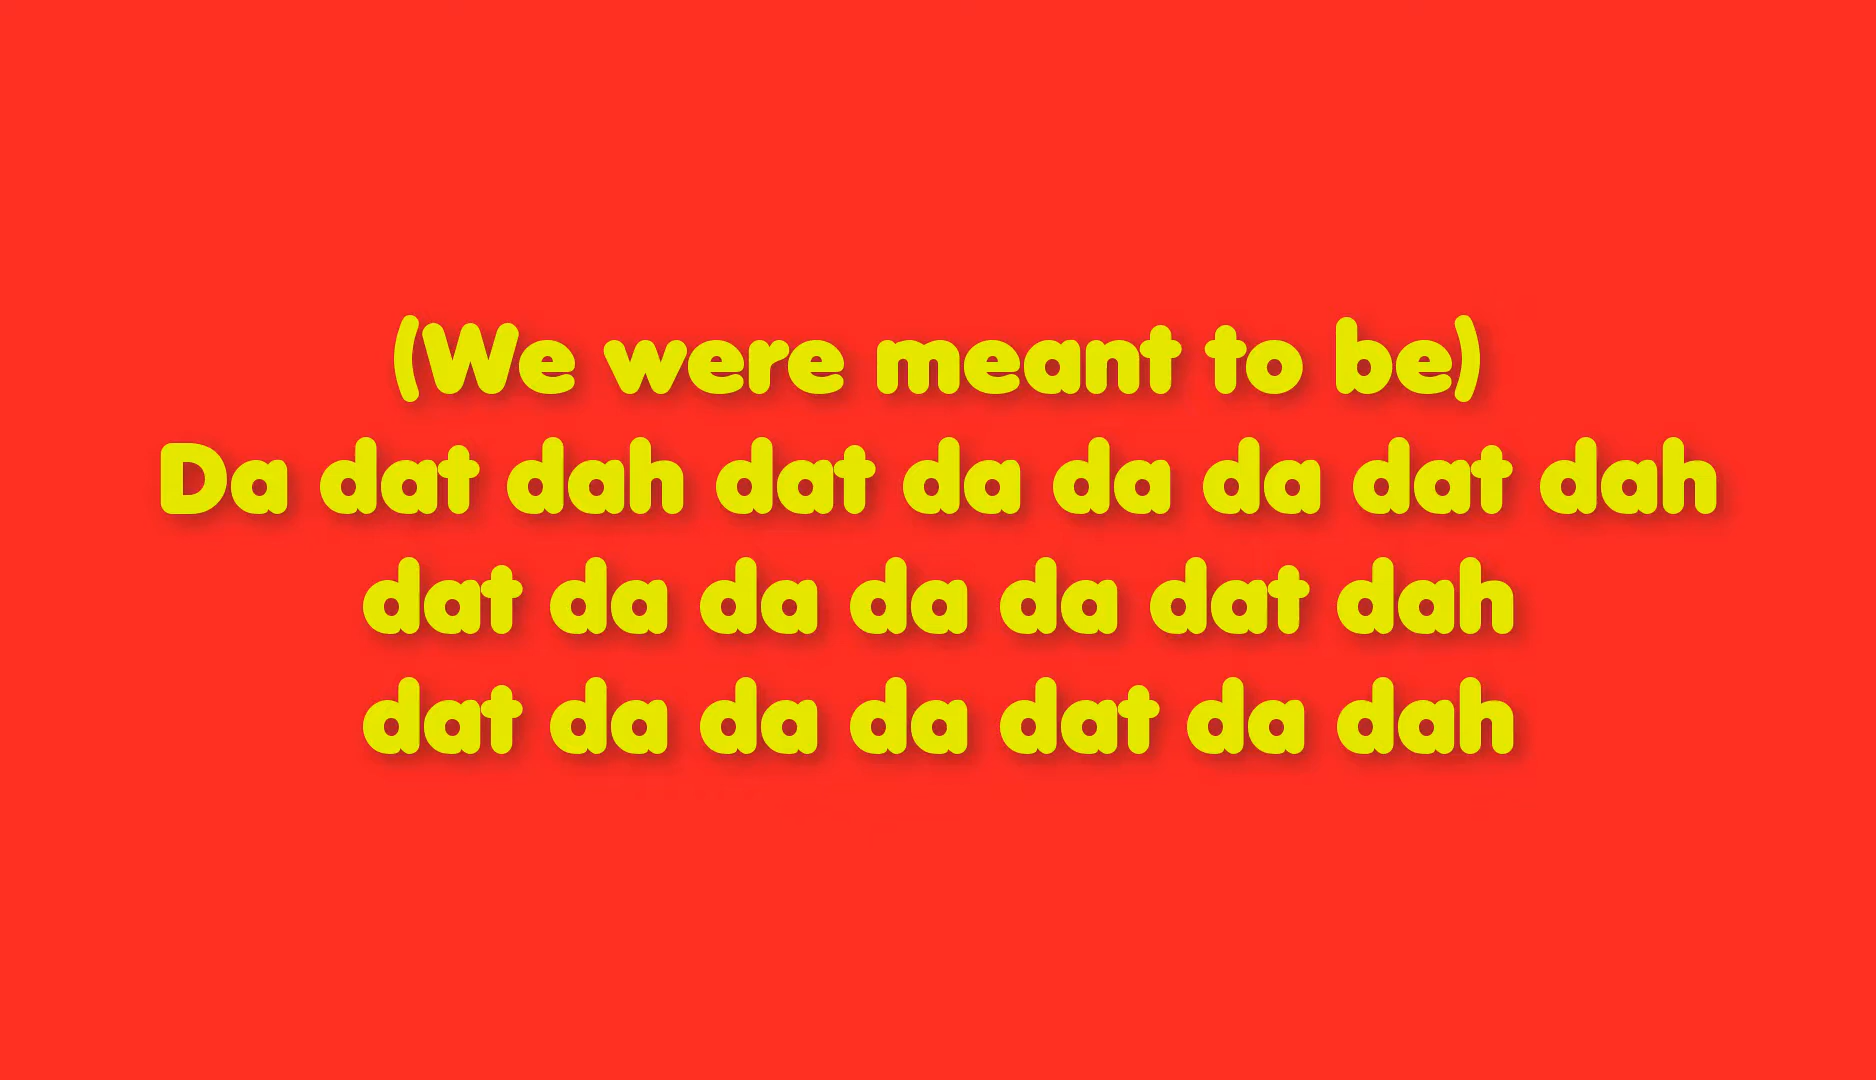 (We were meant to be)
Da dat dah dat da da da dat dah
dat da da da da dat dah
dat da da da dat da dah